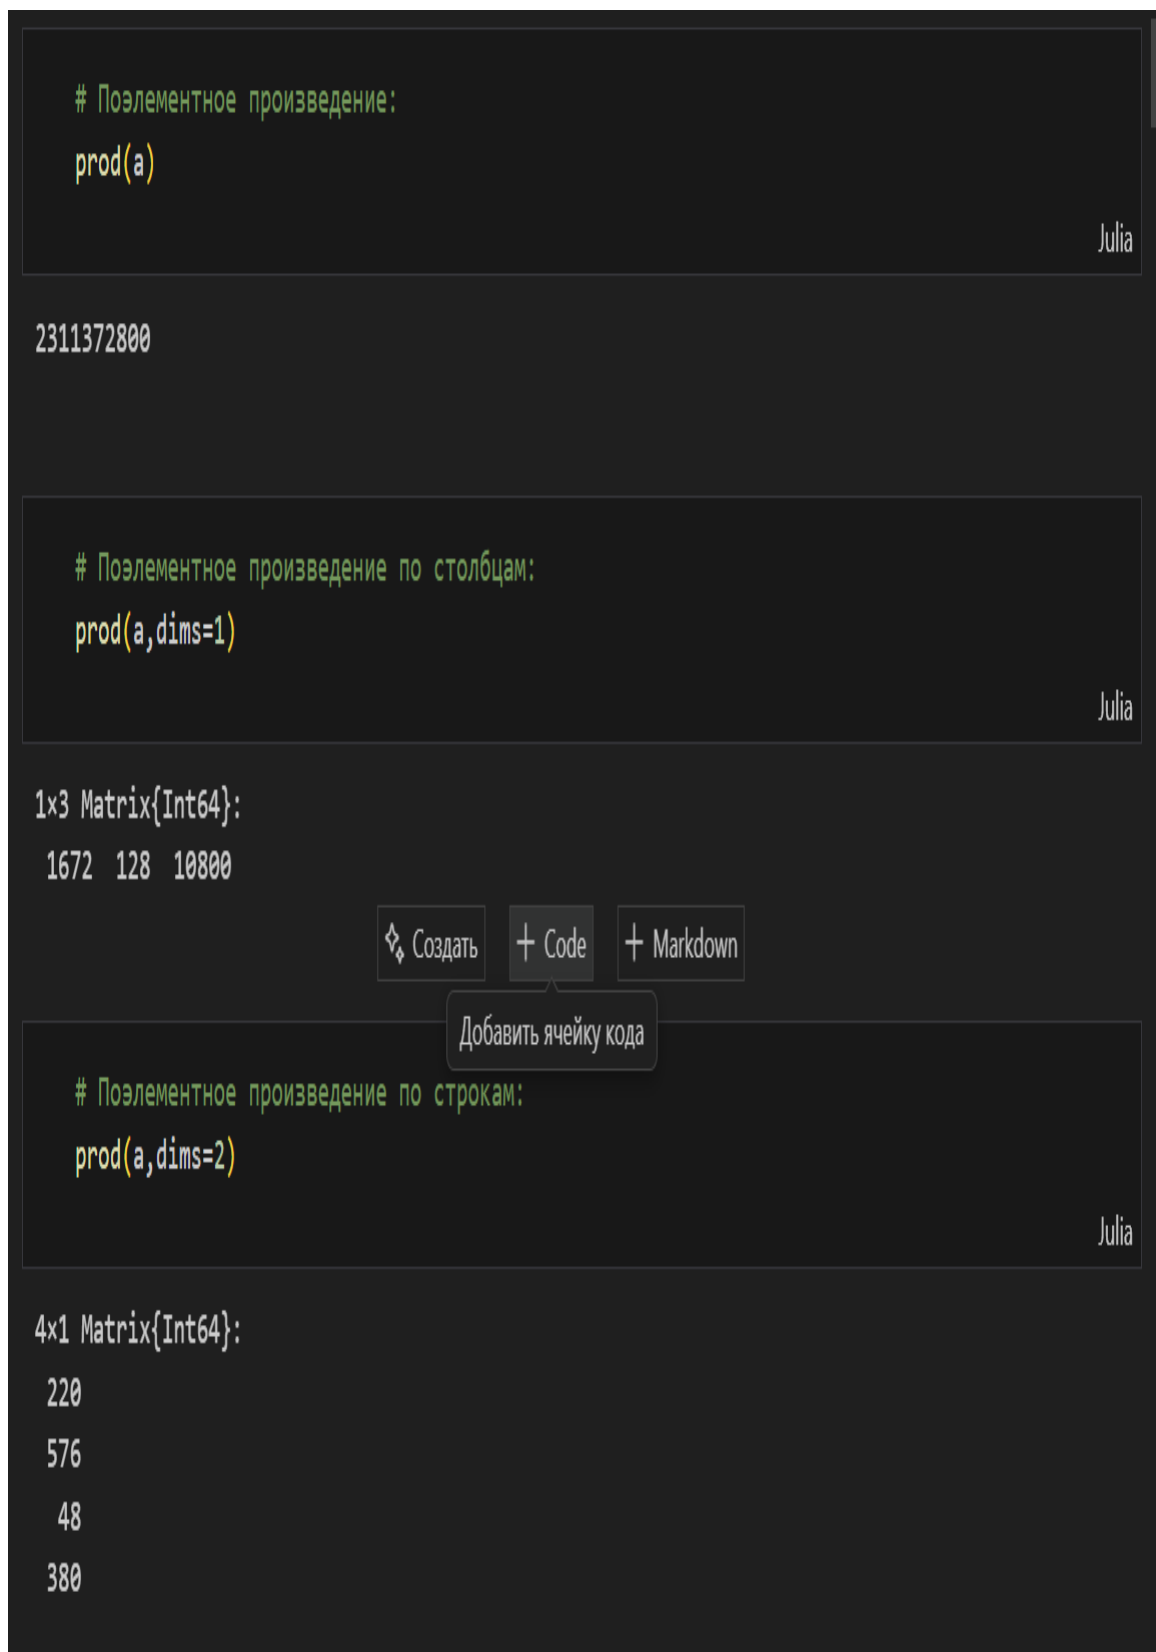 # Поэлементное произведение:
prod(a)
Julia
2311372800
# Поэлементное произведение по столбцам:
prod(a,dims=1)
Julia
1×3 Matrix{Int64}:
1672 128 10800
Создать + Code + Markdown
Добавить ячейку кода
# Поэлементное произведение по строкам:
prod(a,dims=2)
Julia
4×1 Matrix{Int64}:
220
576
48
380